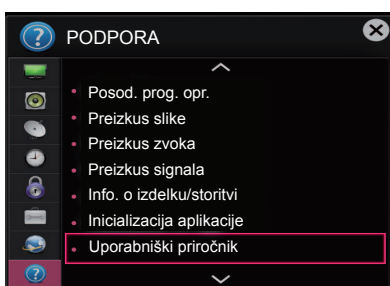 PODPORA
Posod. prog. opr.
Preizkus slike
Preizkus zvoka
Preizkus signala
Info. o izdelku/storitvi
Inicializacija aplikacije
Uporabniški priročnik